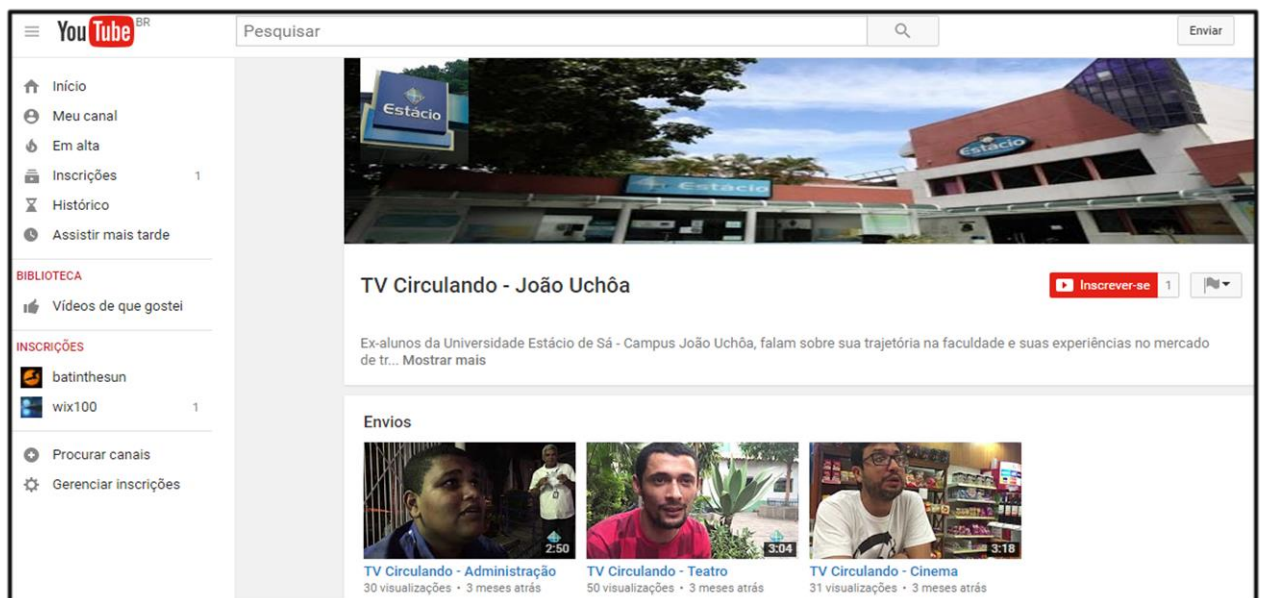 YouTube BR
Pesquisar
Enviar
Início
Meu canal
Em alta
Inscrições 1
Histórico
Assistir mais tarde
BIBLIOTECA
Vídeos de que gostei
INSCRIÇÕES
batinthesun
wix100 1
Procurar canais
Gerenciar inscrições
Estácio
Estácio
Estácio
TV Circulando - João Uchôa
Inscrever-se 1
Ex-alunos da Universidade Estácio de Sá - Campus João Uchôa, falam sobre sua trajetória na faculdade e suas experiências no mercado
de tr... Mostrar mais
Envios
2:50
3:04
3:18
TV Circulando - Administração
30 visualizações • 3 meses atrás
TV Circulando - Teatro
50 visualizações • 3 meses atrás
TV Circulando - Cinema
31 visualizações • 3 meses atrás